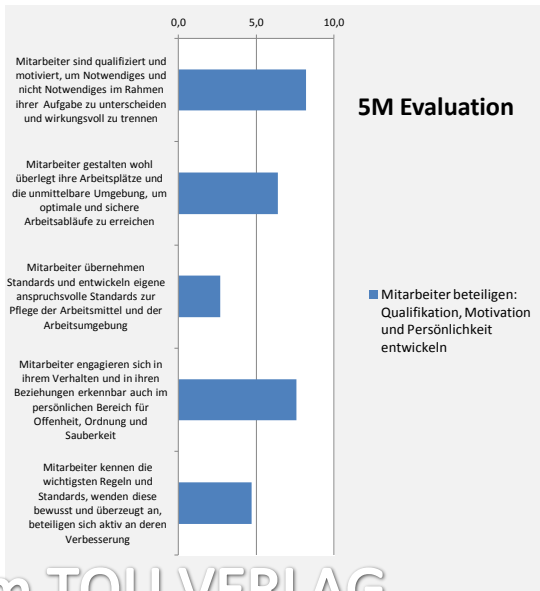 0,0 5,0 10,0
Mitarbeiter sind qualifiziert und
motiviert, um Notwendiges und
nicht Notwendiges im Rahmen
ihrer Aufgabe zu unterscheiden
und wirkungsvoll zu trennen
5M Evaluation
Mitarbeiter gestalten wohl
überlegt ihre Arbeitsplätze und
die unmittelbare Umgebung, um
optimale und sichere
Arbeitsabläufe zu erreichen
Mitarbeiter übernehmen
Standards und entwickeln eigene
anspruchsvolle Standards zur
Pflege der Arbeitsmittel und der
Arbeitsumgebung
Mitarbeiter beteiligen:
Qualifikation, Motivation
und Persönlichkeit
entwickeln
Mitarbeiter engagieren sich in
ihrem Verhalten und in ihren
Beziehungen erkennbar auch im
persönlichen Bereich für
Offenheit, Ordnung und
Sauberkeit
Mitarbeiter kennen die
wichtigsten Regeln und
Standards, wenden diese
bewusst und überzeugt an,
beteiligen sich aktiv an deren
Verbesserung
VERLAG